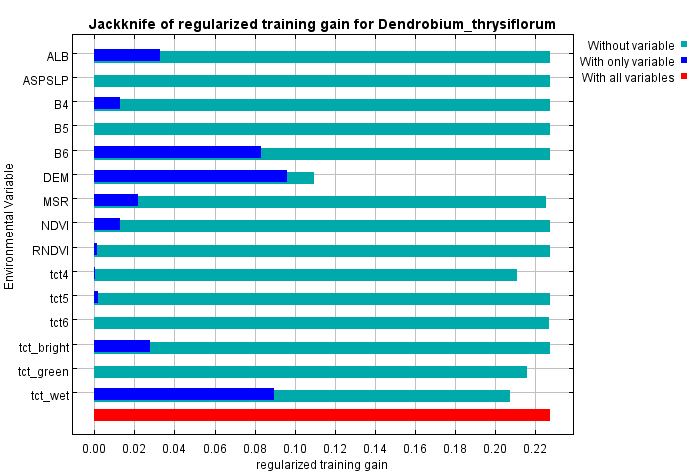 Jackknife of regularized training gain for Dendrobium_thrysiflorum
Without variable
With only variable
With all variables
Environmental Variable
ALB
ASPSLP
B4
B5
B6
DEM
MSR
NDVI
RNDVI
tct4
tct5
tct6
tct_bright
tct_green
tct_wet
0.00 0.02 0.04 0.06 0.08 0.10 0.12 0.14 0.16 0.18 0.20 0.22
regularized training gain